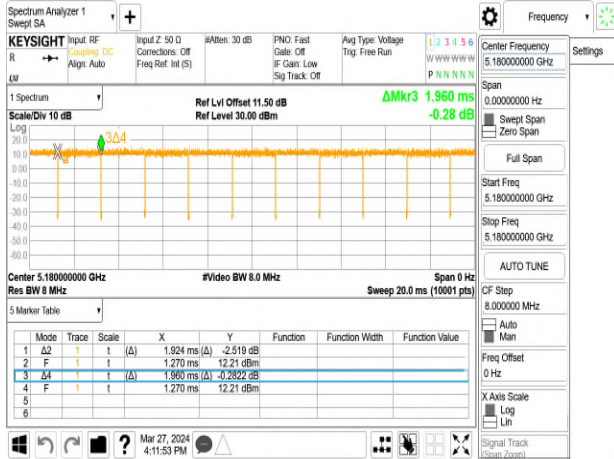 Spectrum Analyzer 1
Swept SA
+
Frequency
KEYSIGHT
R
Input: RF
Coupling: DC
Align: Auto
Input Z: 50 Ω
Corrections: Off
Freq Ref: Int (S)
#Atten: 30 dB
PNO: Fast
Gate: Off
IF Gain: Low
Sig Track: Off
Avg Type: Voltage
Trig: Free Run
1 2 3 4 5 6
W W W W W W
P N N N N N
Center Frequency
5.180000000 GHz
Settings
Span
0.00000000 Hz
Swept Span
Zero Span
Full Span
Start Freq
5.180000000 GHz
Stop Freq
5.180000000 GHz
AUTO TUNE
CF Step
8.000000 MHz
Auto
Man
Freq Offset
0 Hz
X Axis Scale
Log
Lin
Signal Track
(Span Zoom)
1 Spectrum
Scale/Div 10 dB
Ref Lvl Offset 11.50 dB
Ref Level 30.00 dBm
ΔMkr3 1.960 ms
-0.28 dB
Log
20.0
10.0
0.00
-10.0
-20.0
-30.0
-40.0
-50.0
-60.0
3Δ4
Center 5.180000000 GHz
Res BW 8 MHz
#Video BW 8.0 MHz
Span 0 Hz
Sweep 20.0 ms (10001 pts)
5 Marker Table
Mode Trace Scale X Y Function Function Width Function Value
1 Δ2 1 t (Δ) 1.924 ms (Δ) -2.519 dB
2 F 1 t 1.270 ms 12.21 dBm
3 Δ4 1 t (Δ) 1.960 ms (Δ) -0.2822 dB
4 F 1 t 1.270 ms 12.21 dBm
5
6
?
Mar 27, 2024
4:11:53 PM